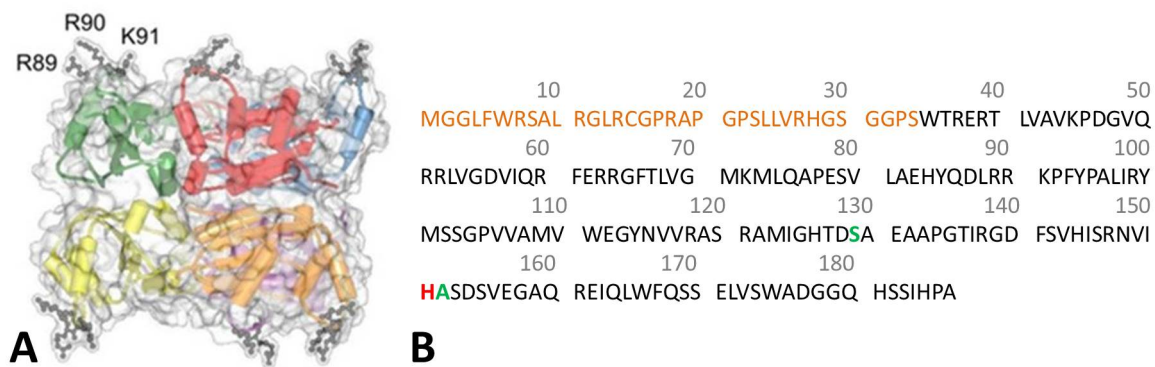 R90
K91
R89
10 20 30 40 50
MGGLFWRSAL RGLRCGPRAP GPSLLVRHGS GGPSWTRERT LVAVKPDGVQ
60 70 80 90 100
RRLVGDVIQR FERRGFTLVG MKMLQAPESV LAEHYQDLRR KPFYPALIRY
110 120 130 140 150
MSSGPVVAMV WEGYNVVRAS RAMIGHTDSA EAAPGTIRGD FSVHISRNVI
160 170 180
HASDSVEGAQ REIQLWFQSS ELVSWADGGQ HSSIHPA
A B